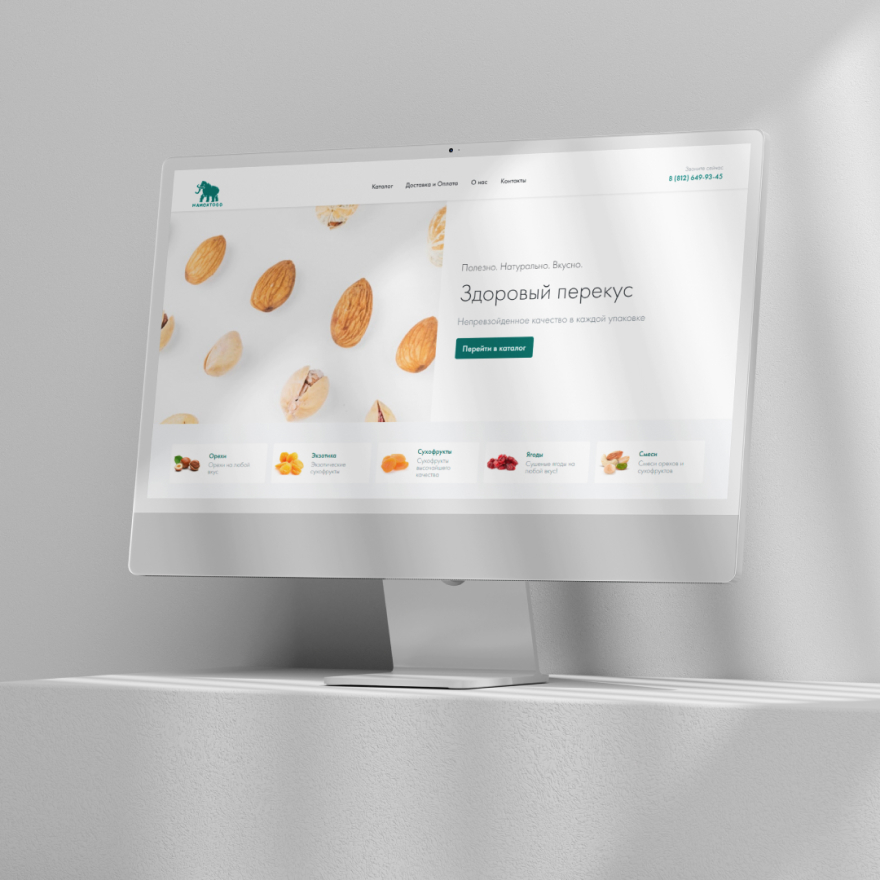 MAMONTFOOD
Каталог
Доставка и Оплата
О нас
Контакты
Звоните сейчас
8 (812) 649-93-45
Полезно. Натурально. Вкусно.
Здоровый перекус
Непревзойденное качество в каждой упаковке
Перейти в каталог
Орехи
Орехи на любой
вкус
Экзотика
Экзотические
сухофрукты
Сухофрукты
Сухофрукты
высочайшего
качества
Ягоды
Сушеные ягоды на
любой вкус!
Смеси
Смеси орехов и
сухофруктов